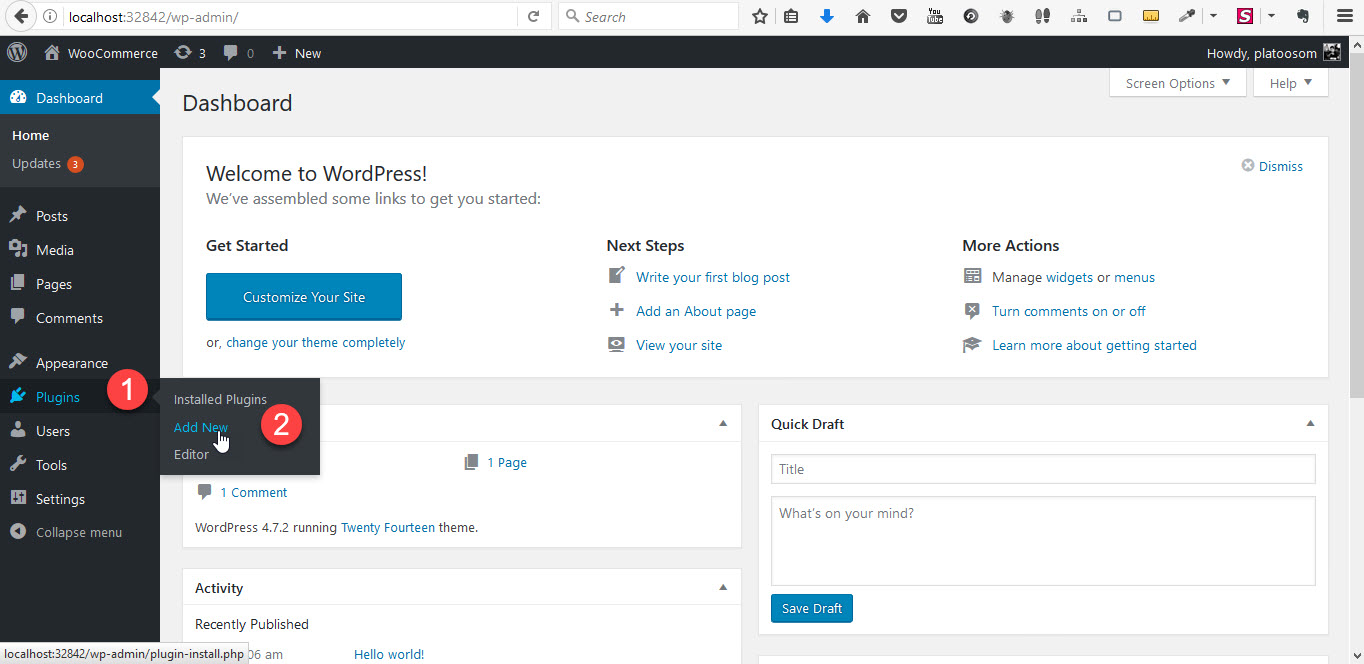 localhost:32842/wp-admin/
Search
You
Tube
S
WooCommerce 3 0 New
Howdy, platoosom
Dashboard
Home
Updates 3
Posts
Media
Pages
Comments
Appearance
Plugins
Users
Tools
Settings
Collapse menu
1
Installed Plugins
Add New
Editor
2
Screen Options
Help
Dashboard
Welcome to WordPress!
We've assembled some links to get you started:
Dismiss
Get Started
Customize Your Site
or, change your theme completely
Next Steps
Write your first blog post
Add an About page
View your site
More Actions
Manage widgets or menus
Turn comments on or off
Learn more about getting started
1 Page
1 Comment
WordPress 4.7.2 running Twenty Fourteen theme.
Activity
Recently Published
06 am Hello world!
Quick Draft
Title
What's on your mind?
Save Draft
localhost:32842/wp-admin/plugin-install.php